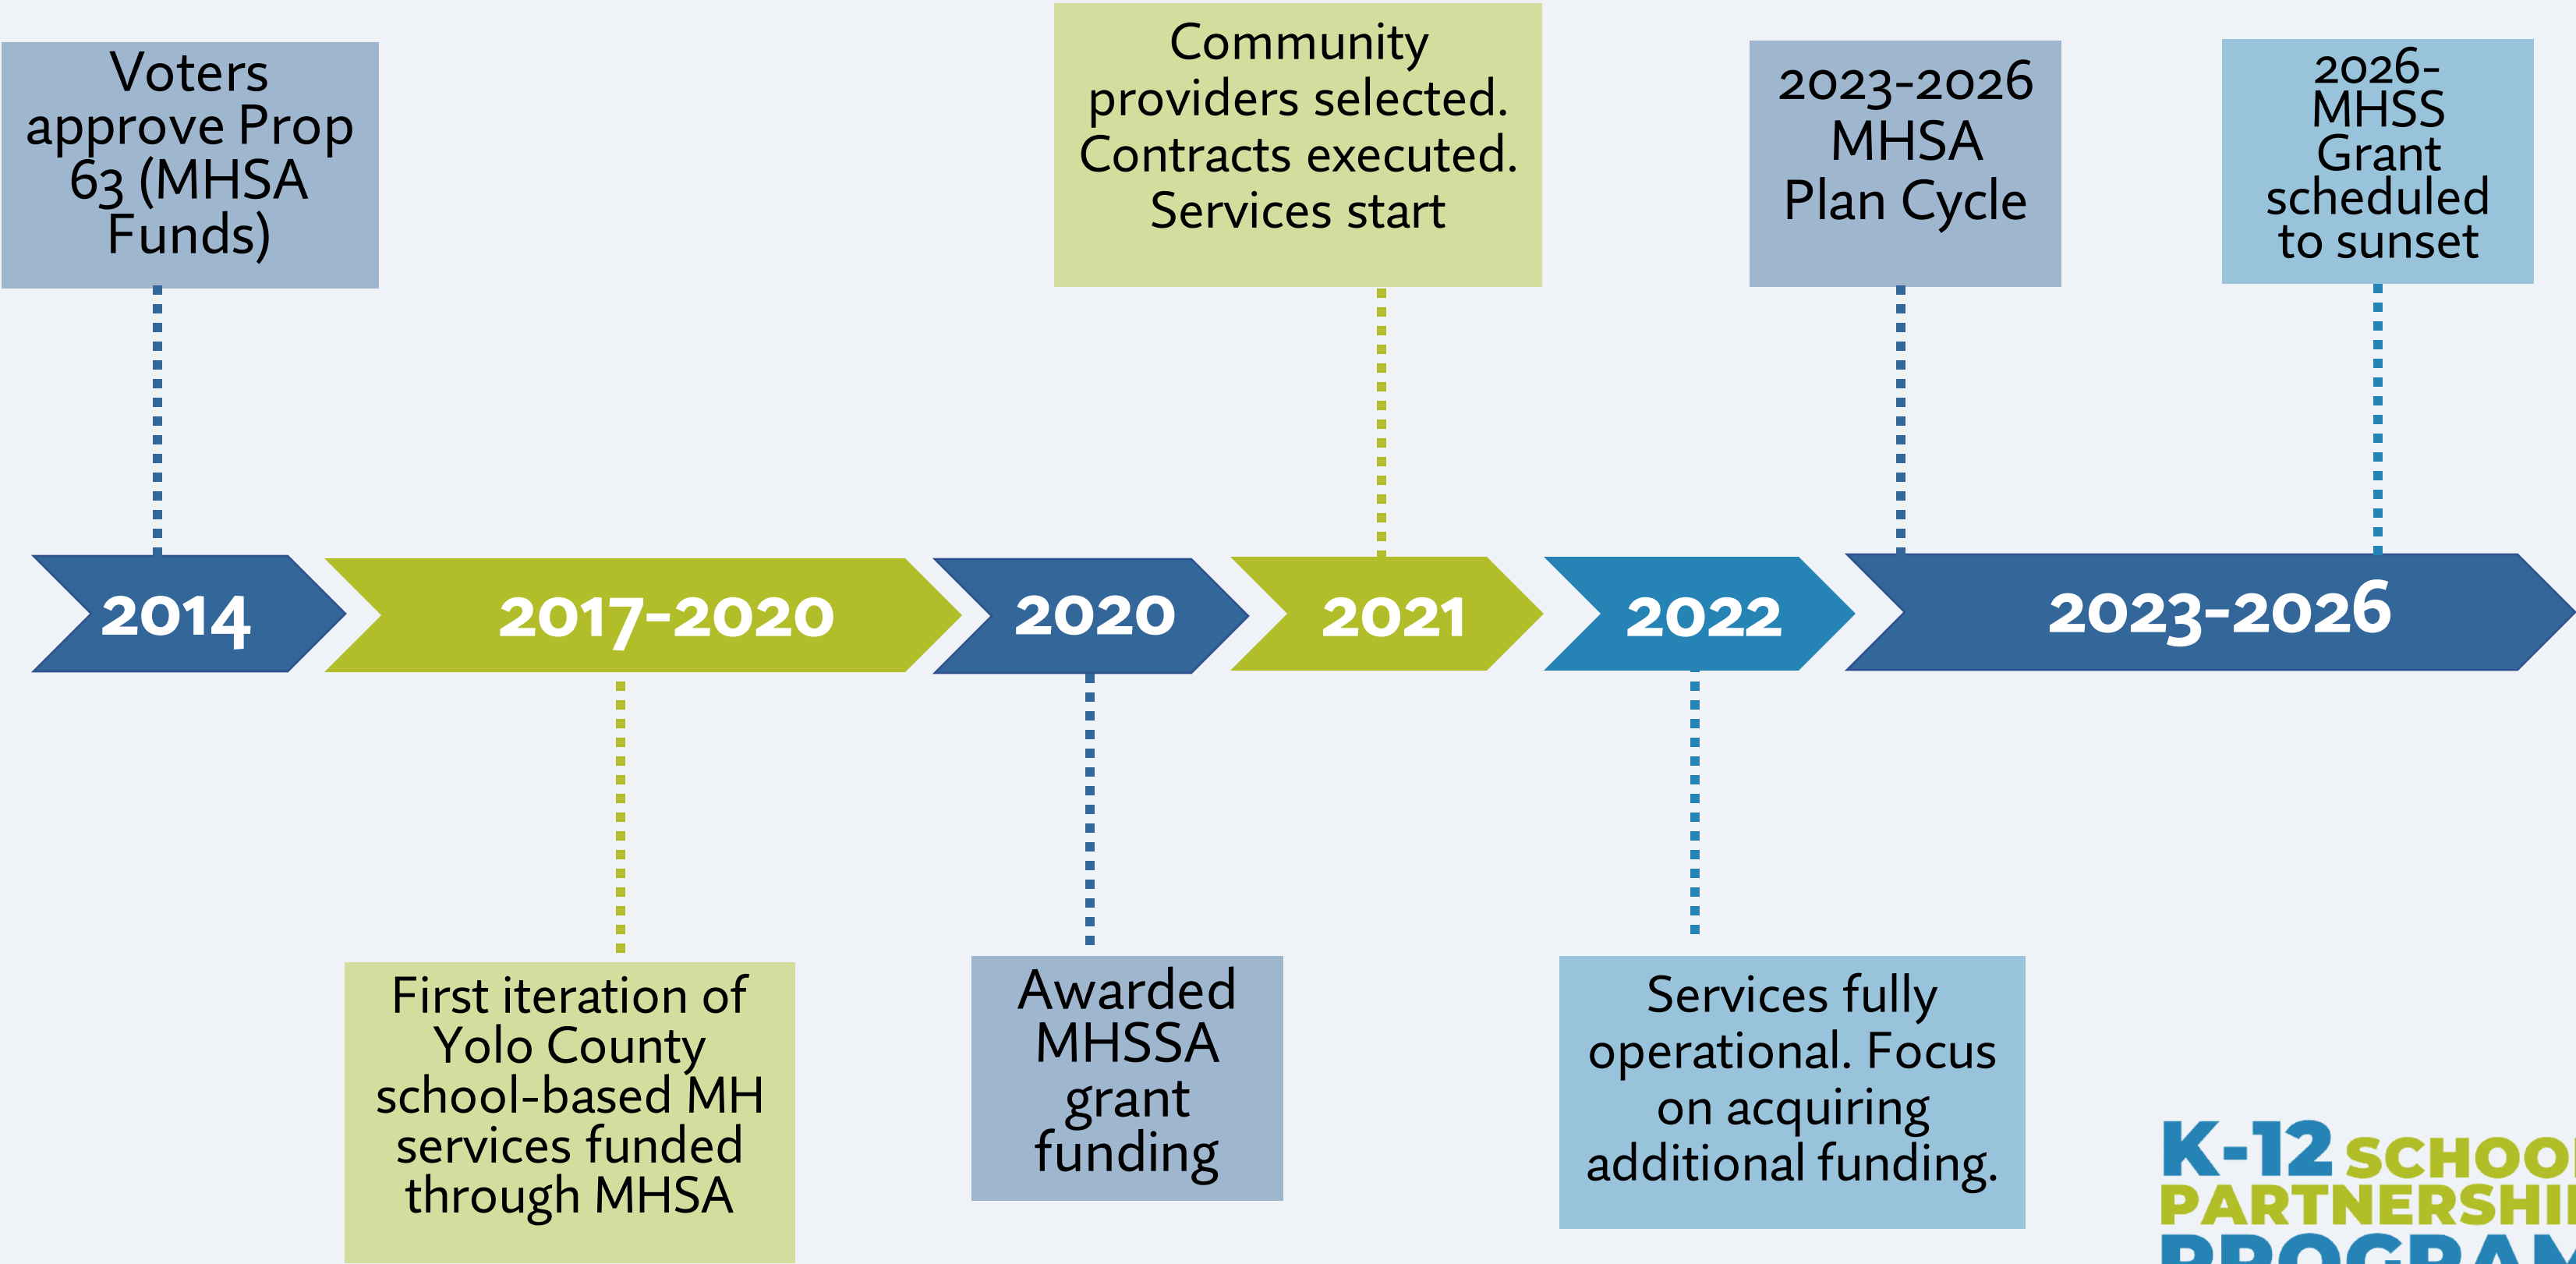 Voters
approve Prop
63 (MHSA
Funds)
Community
providers selected.
Contracts executed.
Services start
2023-2026
MHSA
Plan Cycle
2026-
MHSS
Grant
scheduled
to sunset
2014
2017-2020
2020
2021
2022
2023-2026
First iteration of
Yolo County
school-based MH
services funded
through MHSA
Awarded
MHSSA
grant
funding
Services fully
operational. Focus
on acquiring
additional funding.
K-12 SCHOOL
PARTNERSHIP
PROGRAM